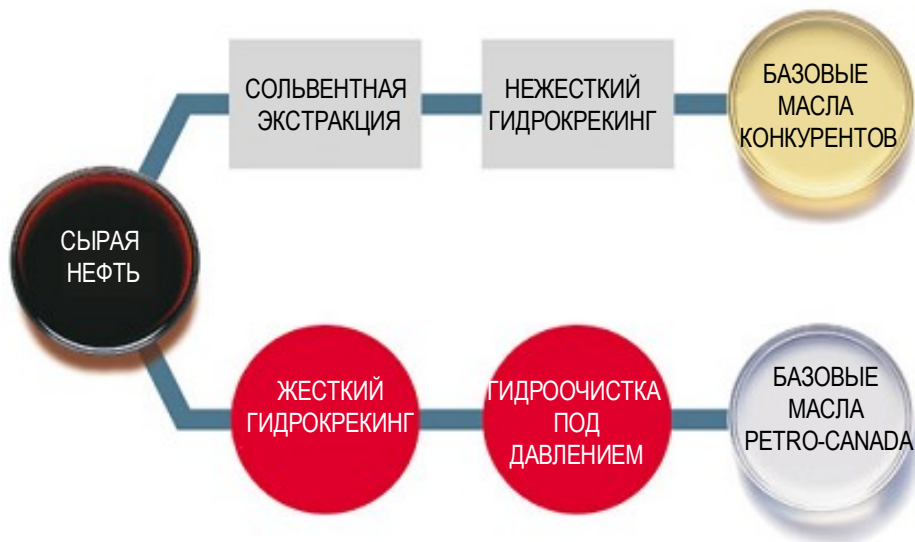 СОЛЬВЕНТНАЯ
ЭКСТРАКЦИЯ
НЕЖЕСТКИЙ
ГИДРОКРЕКИНГ
БАЗОВЫЕ
МАСЛА
КОНКУРЕНТОВ
СЫРАЯ
НЕФТЬ
ЖЕСТКИЙ
ГИДРОКРЕКИНГ
ГИДРООЧИСТКА
ПОД
ДАВЛЕНИЕМ
БАЗОВЫЕ
МАСЛА
PETRO-CANADA